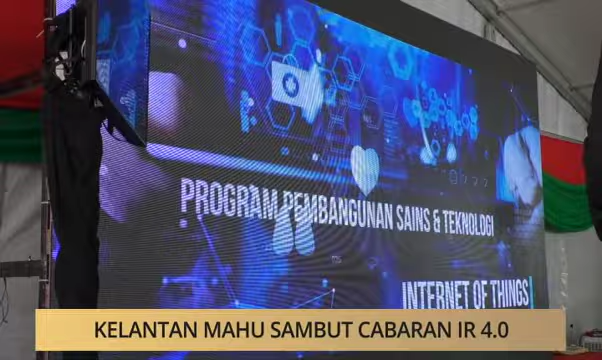 PROGRAM PEMBANGUNAN SAINS & TEKNOLOGI
INTERNET OF THINGS
KELANTAN MAHU SAMBUT CABARAN IR 4.0